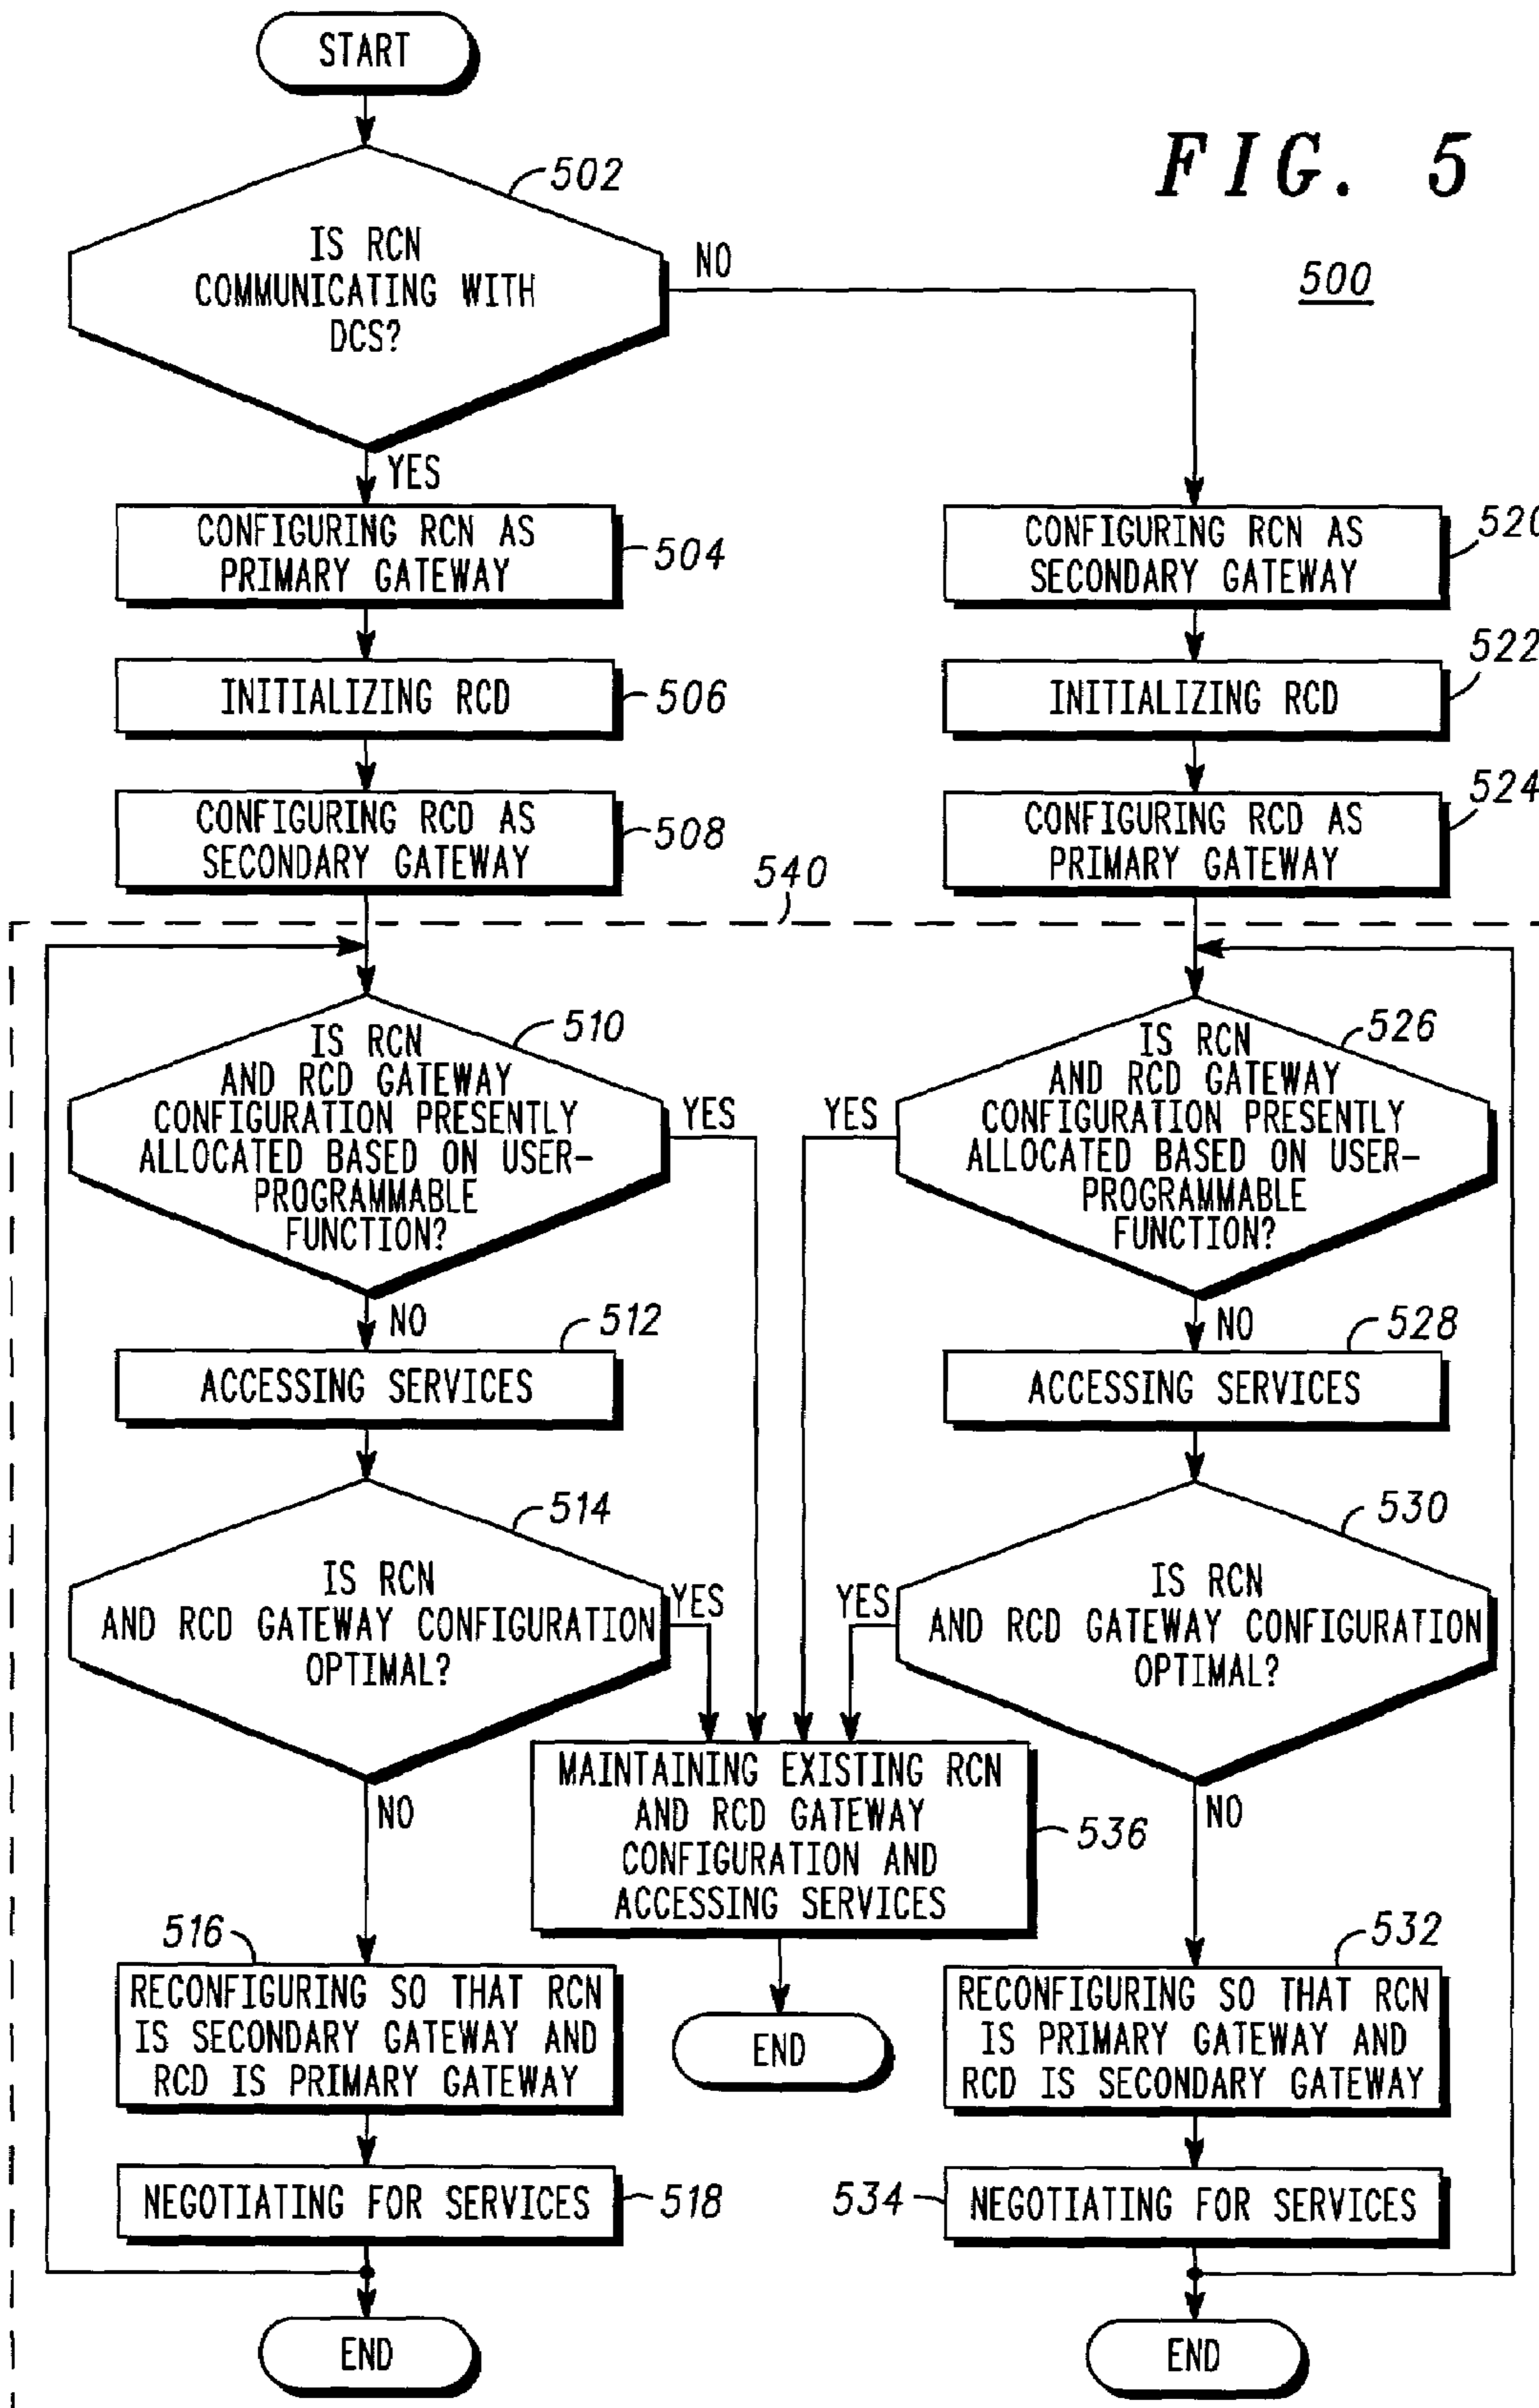 START
FIG. 5
500
502
IS RCN
COMMUNICATING WITH
DCS?
NO
YES
CONFIGURING RCN AS
PRIMARY GATEWAY
504
INITIALIZING RCD
506
CONFIGURING RCD AS
SECONDARY GATEWAY
508
CONFIGURING RCN AS
SECONDARY GATEWAY
520
INITIALIZING RCD
522
CONFIGURING RCD AS
PRIMARY GATEWAY
524
540
510
IS RCN
AND RCD GATEWAY
CONFIGURATION PRESENTLY
ALLOCATED BASED ON USER-
PROGRAMMABLE
FUNCTION?
YES
NO
512
ACCESSING SERVICES
514
IS RCN
AND RCD GATEWAY CONFIGURATION
OPTIMAL?
YES
NO
526
IS RCN
AND RCD GATEWAY
CONFIGURATION PRESENTLY
ALLOCATED BASED ON USER-
PROGRAMMABLE
FUNCTION?
YES
NO
528
ACCESSING SERVICES
530
IS RCN
AND RCD GATEWAY CONFIGURATION
OPTIMAL?
YES
NO
MAINTAINING EXISTING RCN
AND RCD GATEWAY
CONFIGURATION AND
ACCESSING SERVICES
536
END
516
RECONFIGURING SO THAT RCN
IS SECONDARY GATEWAY AND
RCD IS PRIMARY GATEWAY
NEGOTIATING FOR SERVICES
518
END
532
RECONFIGURING SO THAT RCN
IS PRIMARY GATEWAY AND
RCD IS SECONDARY GATEWAY
534
NEGOTIATING FOR SERVICES
END